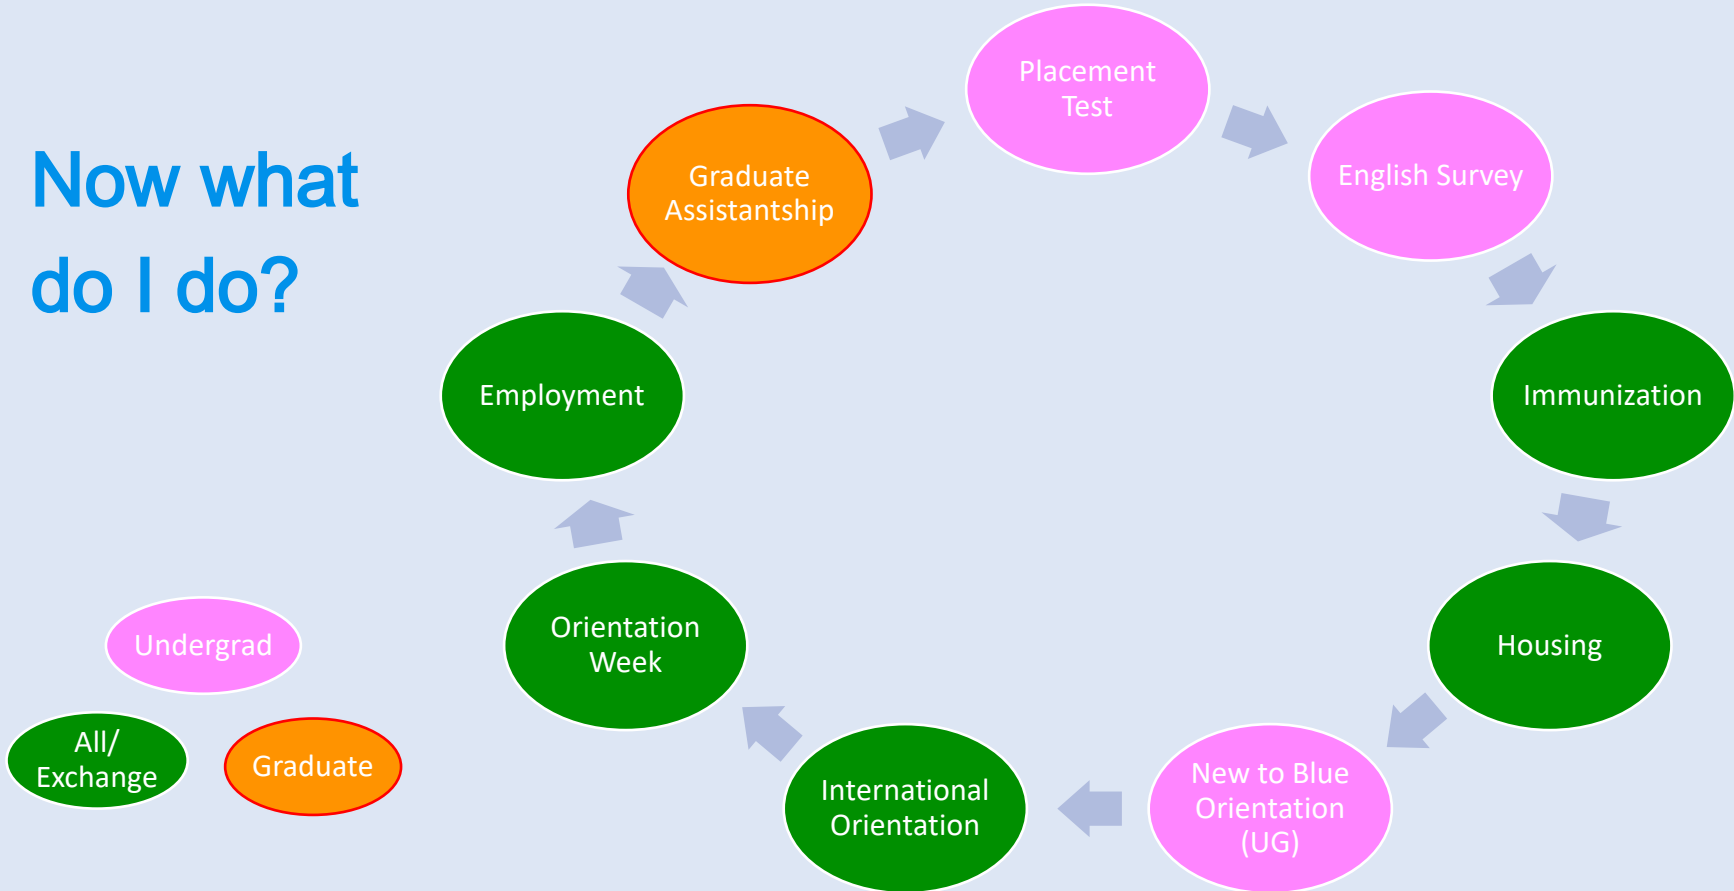 Now what
do I do?
Placement
Test
English Survey
Immunization
Housing
New to Blue
Orientation
(UG)
International
Orientation
Orientation
Week
Employment
Graduate
Assistantship
Undergrad
All/
Exchange
Graduate